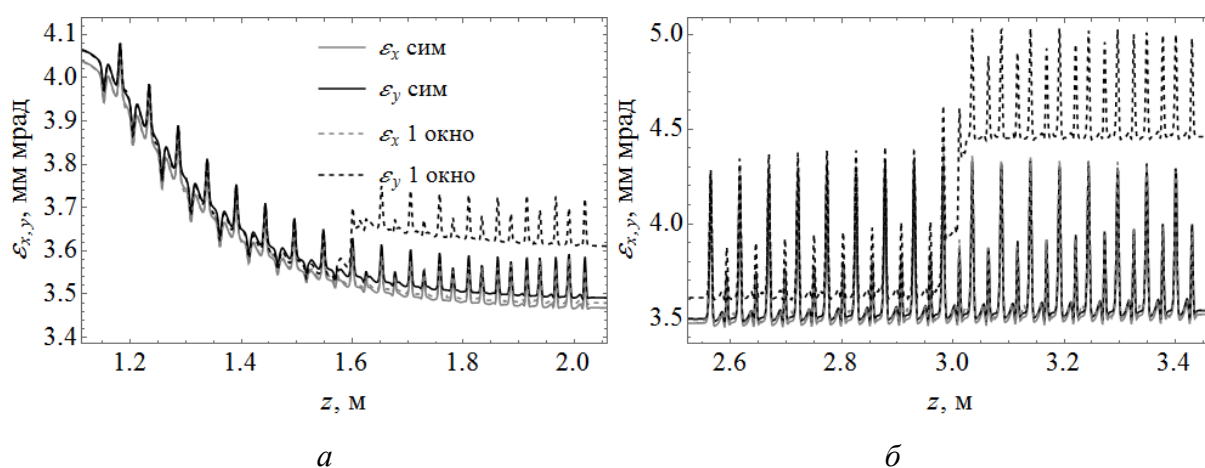 4.1
4.0
3.9
3.8
3.7
3.6
3.5
3.4
εx,y, мм мрад
εx сим
εy сим
εx 1 окно
εy 1 окно
1.2 1.4 1.6 1.8 2.0
z, м
а
5.0
4.5
4.0
3.5
εx,y, мм мрад
2.6 2.8 3.0 3.2 3.4
z, м
б